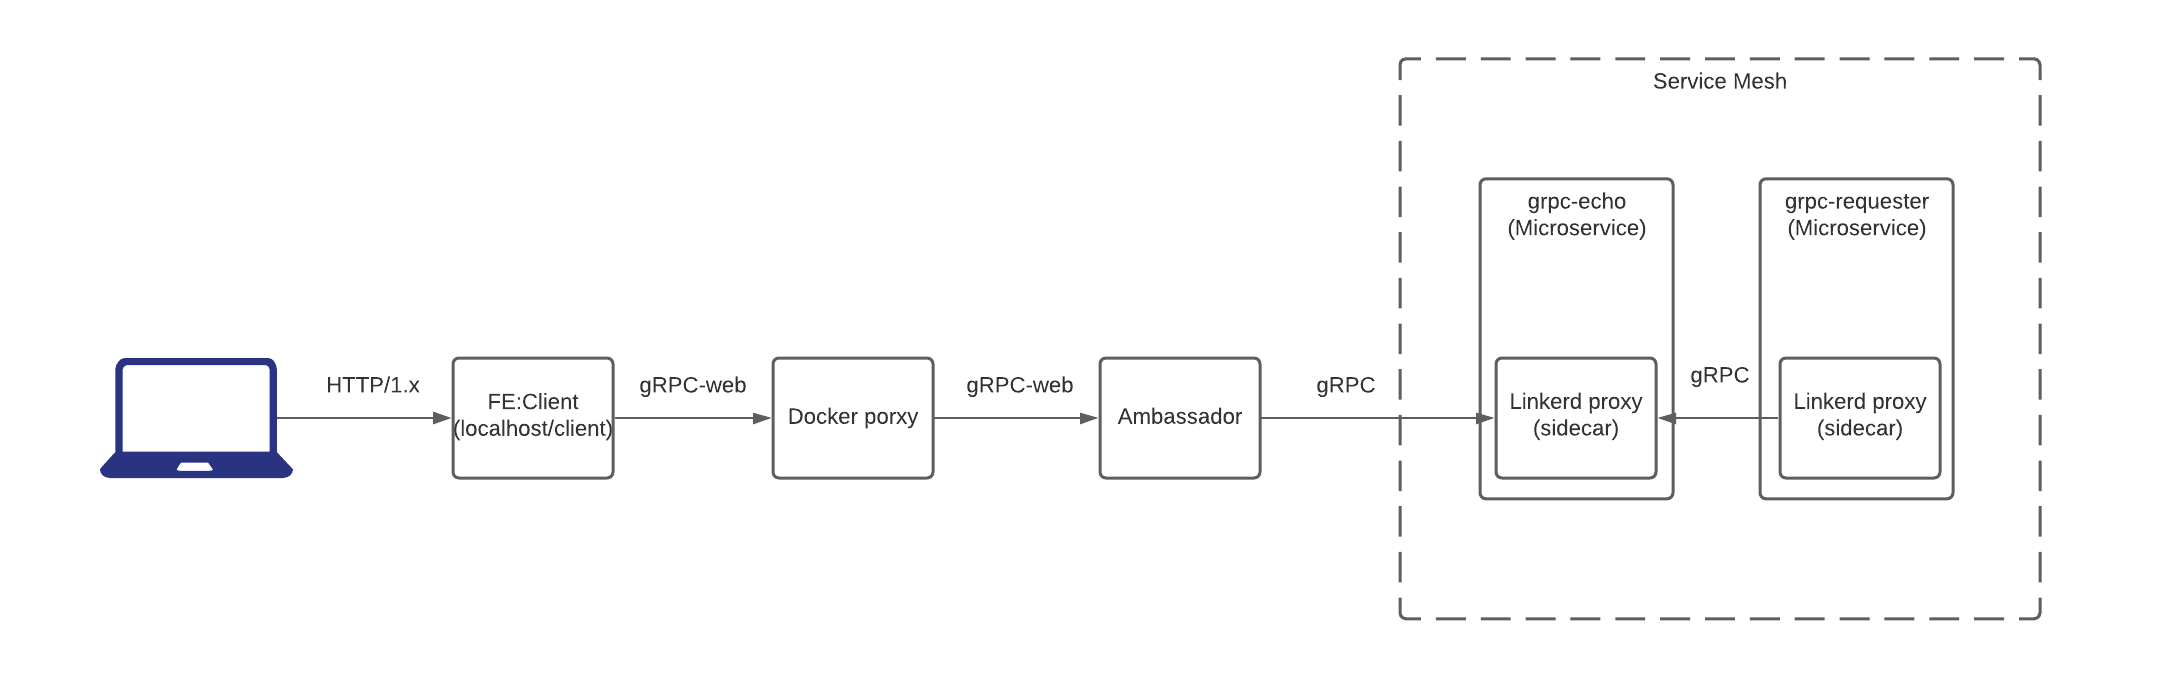 Service Mesh
grpc-echo
(Microservice)
grpc-requester
(Microservice)
HTTP/1.x
FE:Client
(localhost/client)
gRPC-web
Docker porxy
gRPC-web
Ambassador
gRPC
Linkerd proxy
(sidecar)
gRPC
Linkerd proxy
(sidecar)